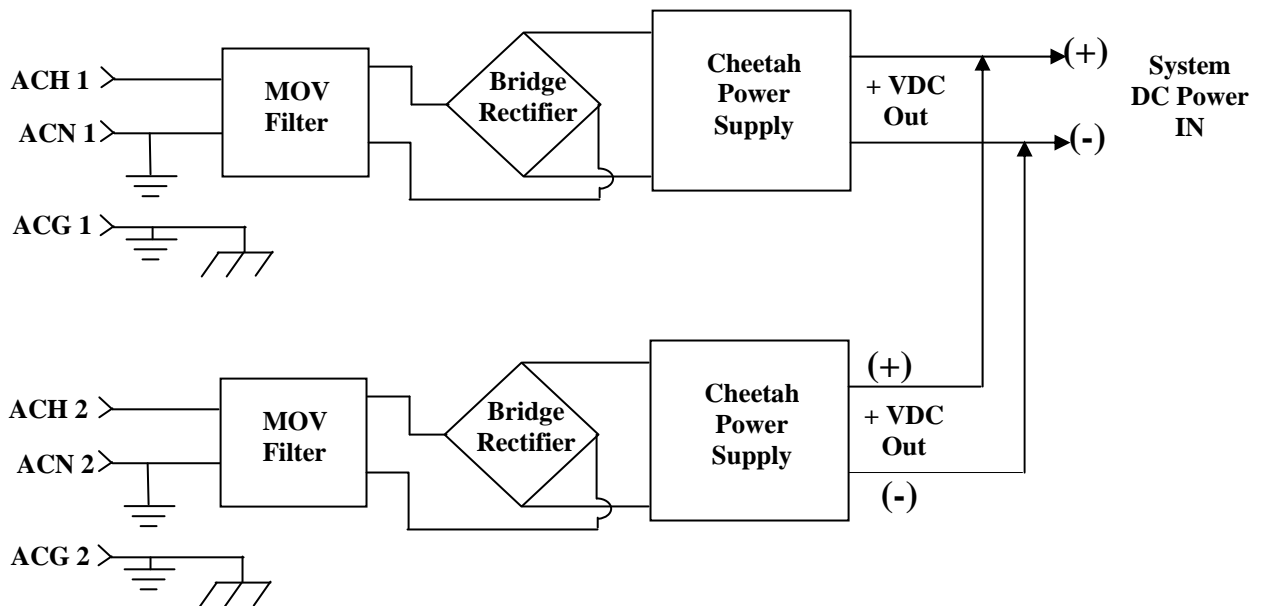 ACH 1
ACN 1
ACG 1
MOV
Filter
Bridge
Rectifier
Cheetah
Power
Supply
+ VDC
Out
(+)
(-)
System
DC Power
IN
ACH 2
ACN 2
ACG 2
MOV
Filter
Bridge
Rectifier
Cheetah
Power
Supply
(+)
+ VDC
Out
(-)